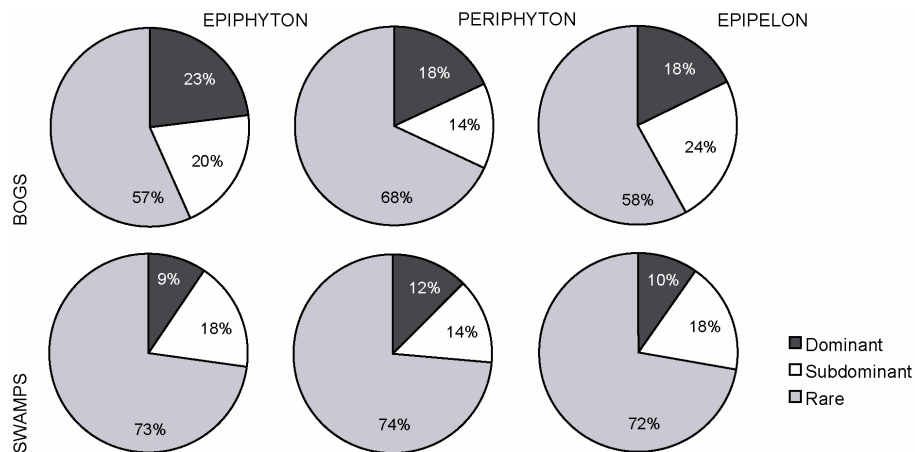 EPIPHYTON PERIPHYTON EPIPELON
BOGS
23% 20% 57%
18% 14% 68%
18% 24% 58%
SWAMPS
9% 18% 73%
12% 14% 74%
10% 18% 72%
Dominant
Subdominant
Rare